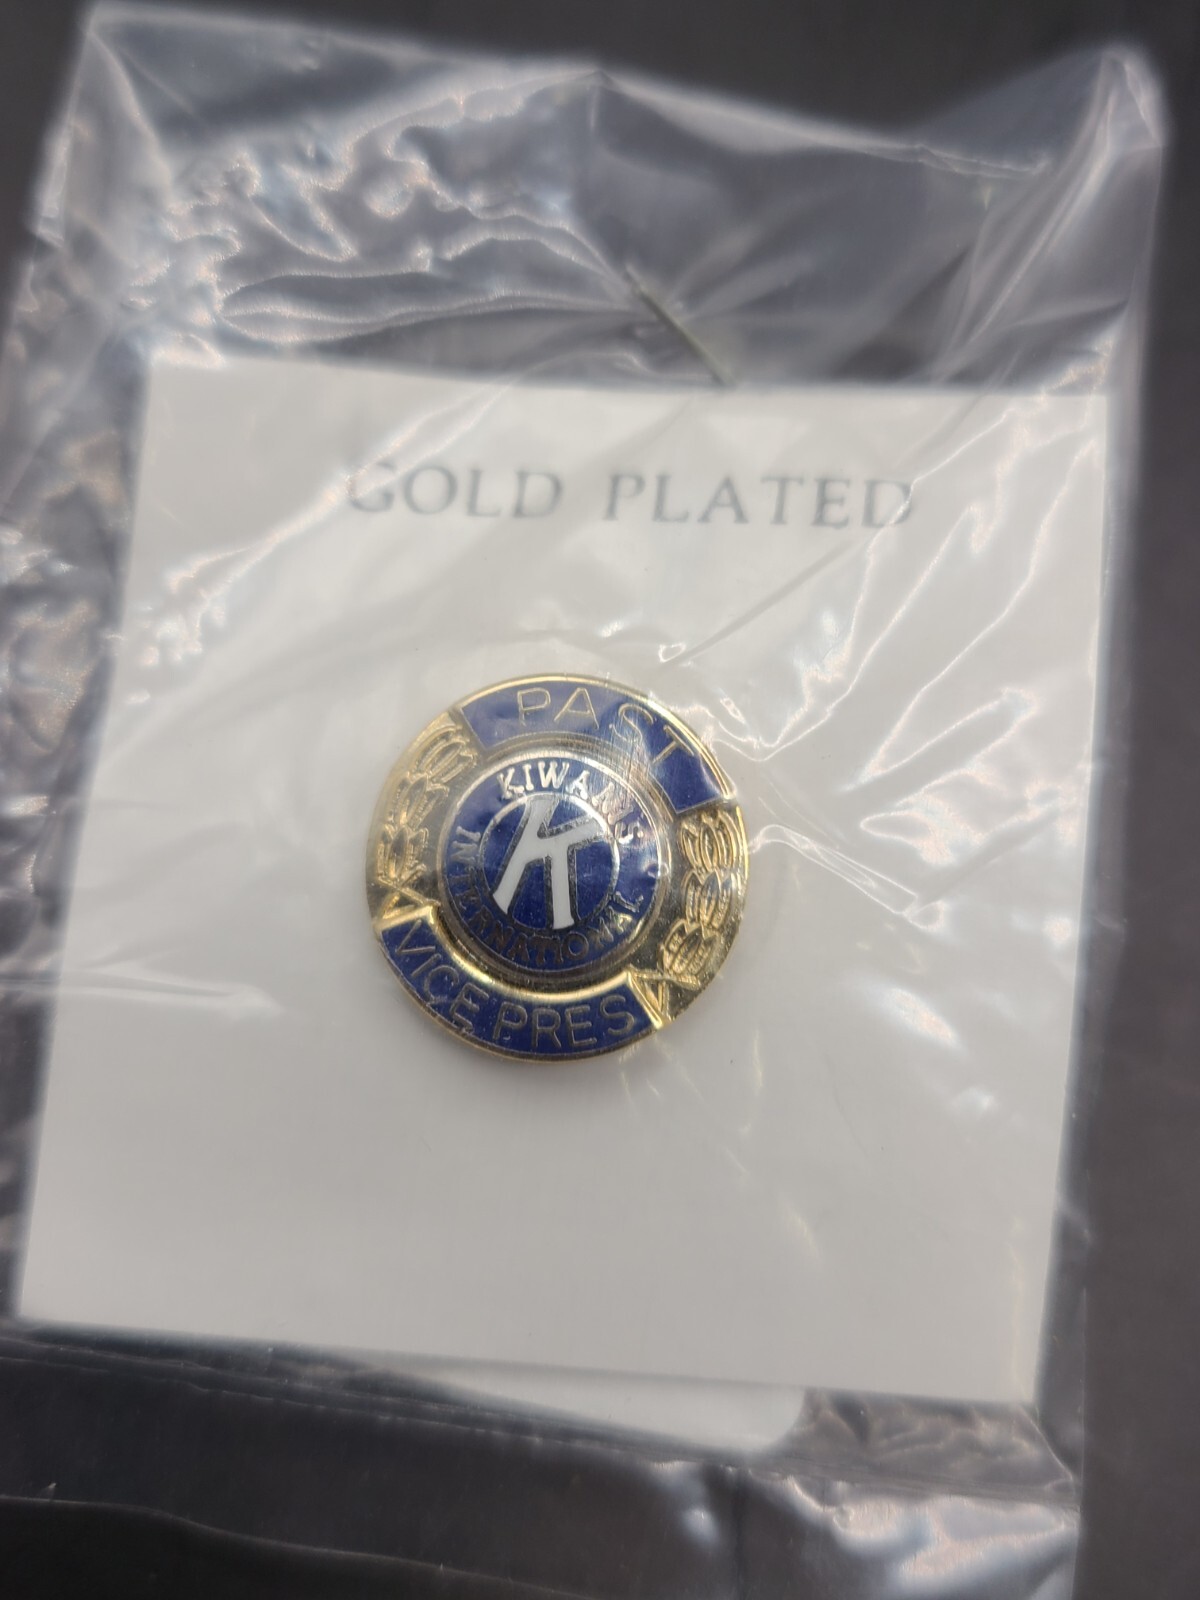 GOLD PLATED
PAST
KIWANIS
K
INTERNATIONAL
VICE PRES